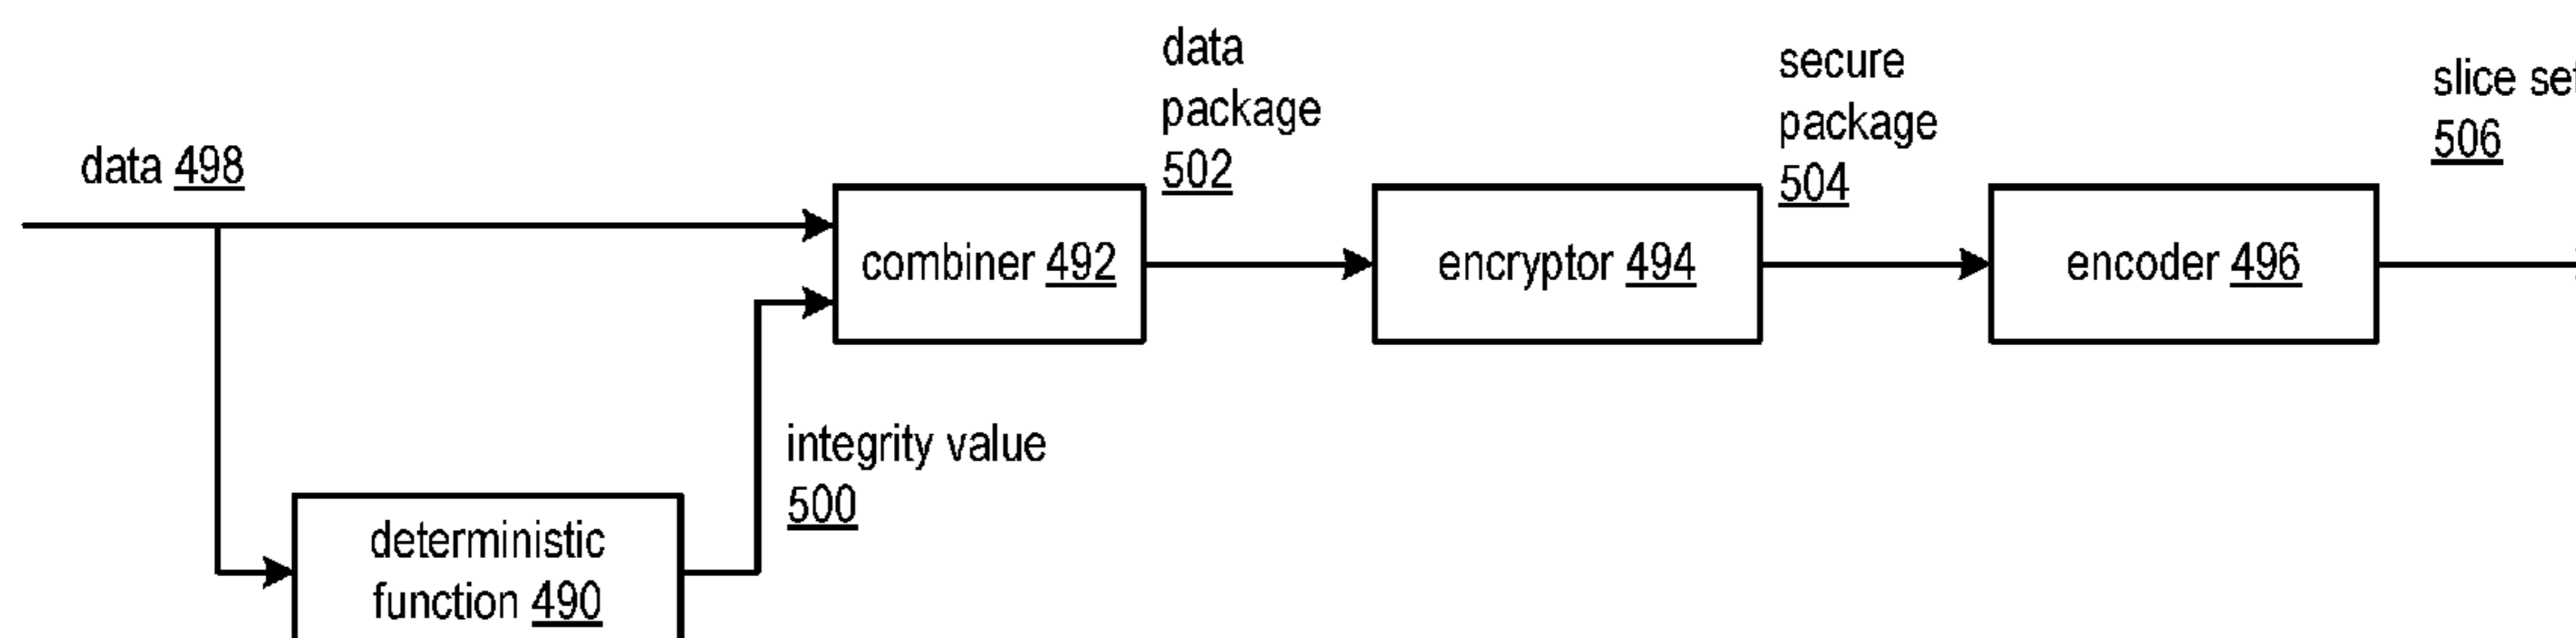 data
package
502
secure
package
504
slice set
506
data 498
combiner 492
encryptor 494
encoder 496
integrity value
500
deterministic
function 490